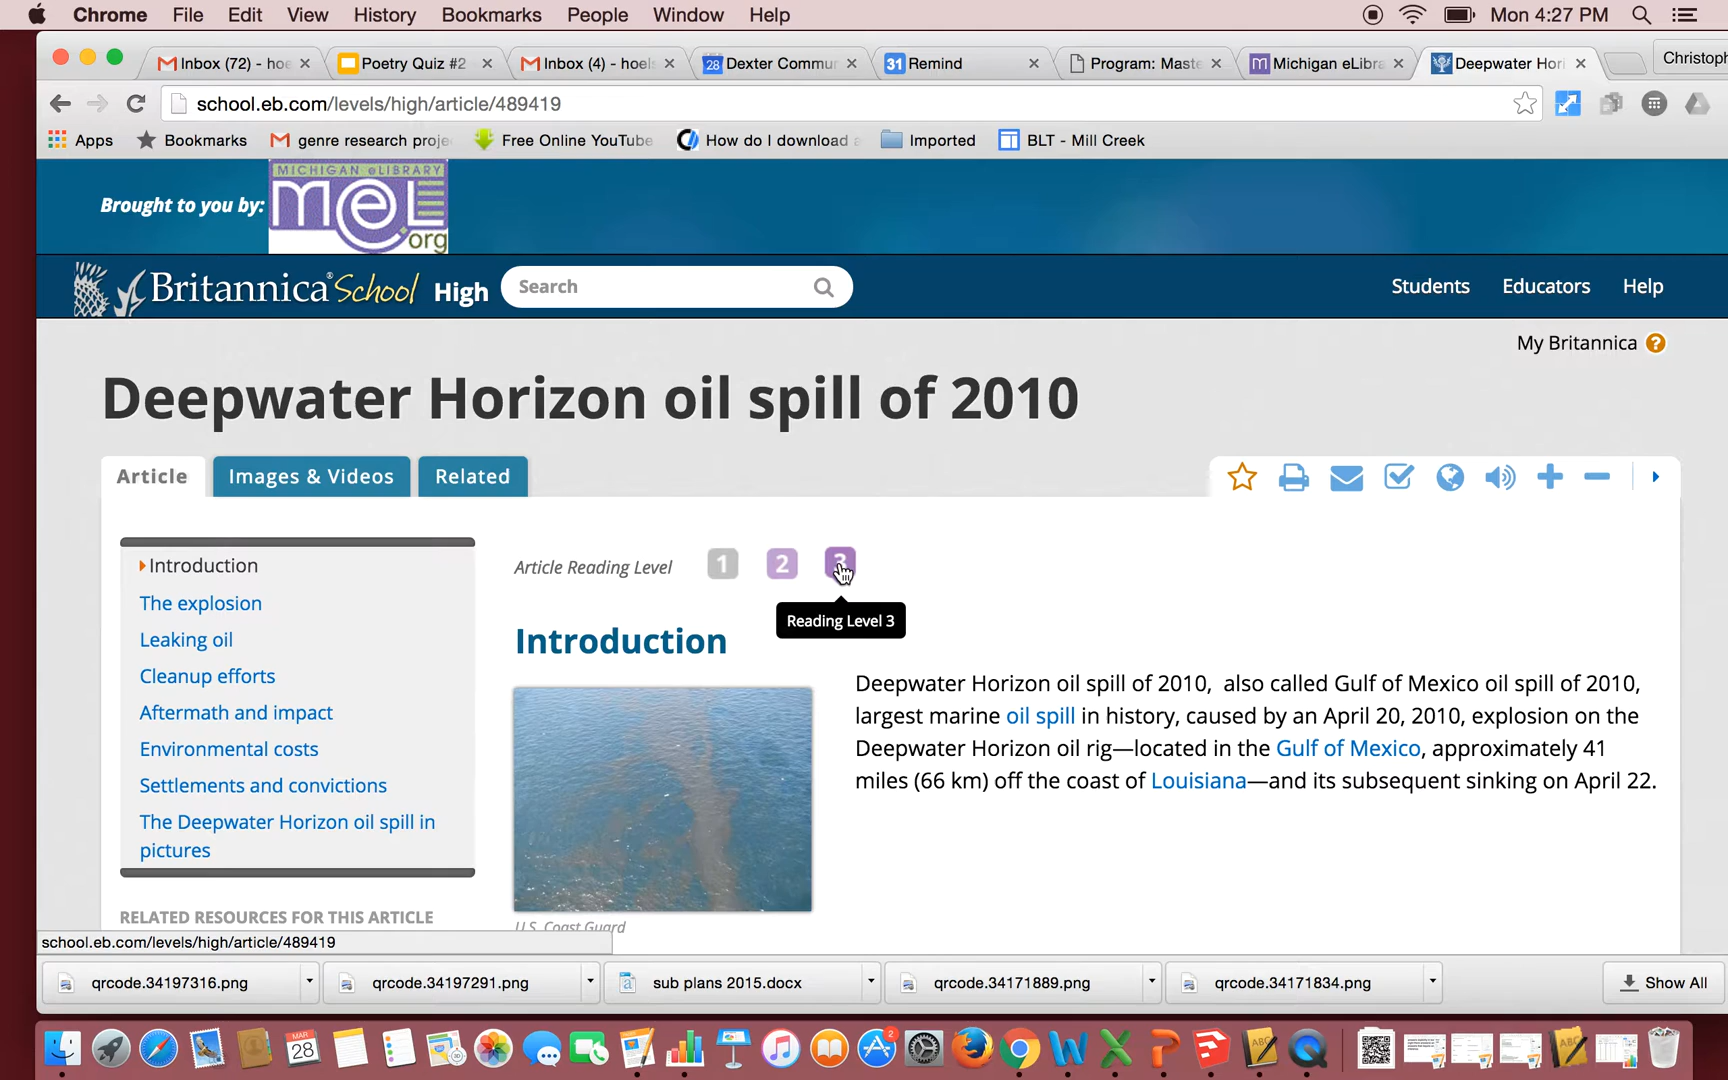 Chrome File Edit View History Bookmarks People Window Help Mon 4:27 PM
Inbox (72) - hoe Poetry Quiz #2 Inbox (4) - hoels Dexter Commun Remind Program: Maste Michigan eLibra Deepwater Hori Christoph
school.eb.com/levels/high/article/489419
Apps Bookmarks genre research proje Free Online YouTube How do I download a Imported BLT - Mill Creek
Brought to you by: MICHIGAN eLIBRARY meL .org
Britannica School High Search Students Educators Help
My Britannica ?
Deepwater Horizon oil spill of 2010
Article Images & Videos Related
Article Reading Level 1 2 3
Reading Level 3
Introduction
The explosion
Leaking oil
Cleanup efforts
Aftermath and impact
Environmental costs
Settlements and convictions
The Deepwater Horizon oil spill in
pictures
RELATED RESOURCES FOR THIS ARTICLE
Introduction
Deepwater Horizon oil spill of 2010, also called Gulf of Mexico oil spill of 2010,
largest marine oil spill in history, caused by an April 20, 2010, explosion on the
Deepwater Horizon oil rig—located in the Gulf of Mexico, approximately 41
miles (66 km) off the coast of Louisiana—and its subsequent sinking on April 22.
U.S. Coast Guard
school.eb.com/levels/high/article/489419
qrcode.34197316.png qrcode.34197291.png sub plans 2015.docx qrcode.34171889.png qrcode.34171834.png Show All
MAR 28 2